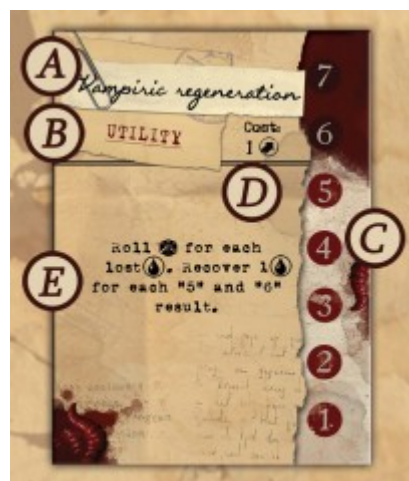 A
Vampiric regeneration
7
B
UTILITY
Cost:
1
6
D
5
C
4
E
Roll for each
lost. Recover 1
for each "5" and "6"
result.
3
2
1